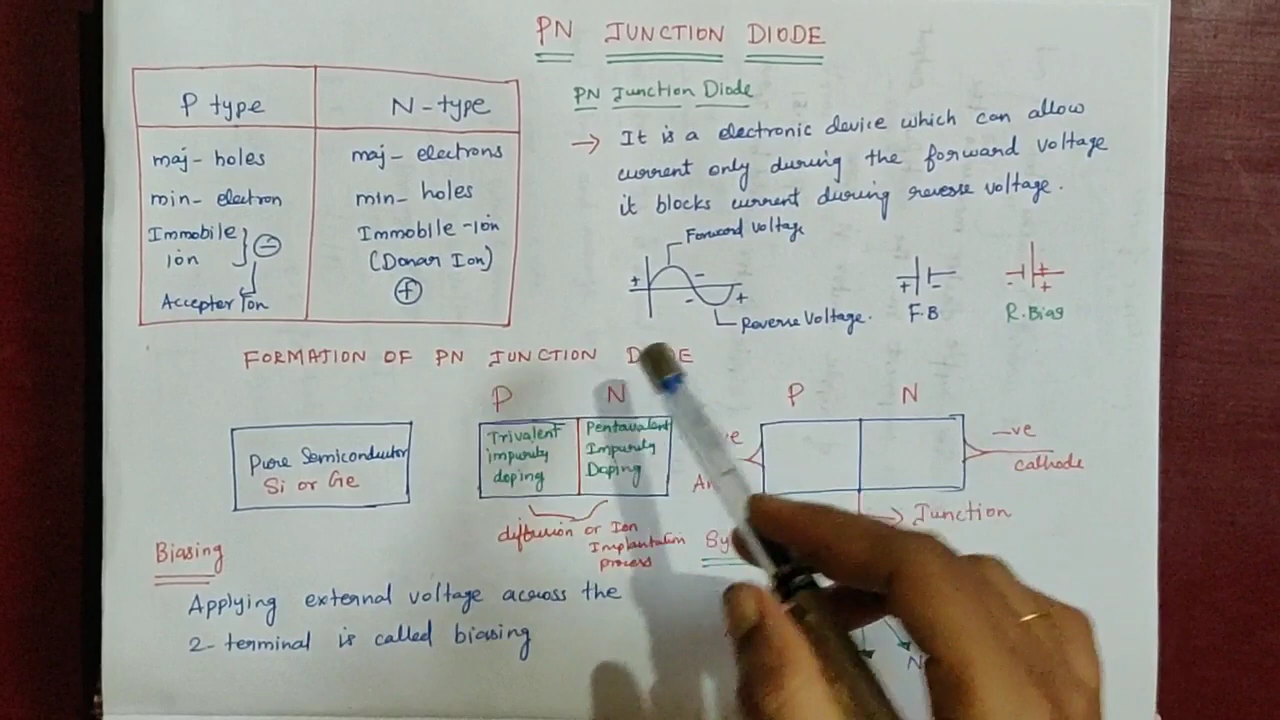 PN JUNCTION DIODE
P type
N-type
maj- holes
maj- electrons
min- electron
min- holes
Immobile
ion
Immobile -ion
(Donar Ion)
Accepter Ion
PN Junction Diode
→ It is a electronic device which can allow
current only during the forward voltage
it blocks current during reverse voltage.
Forward voltage
+ -
- +
Reverse Voltage.
+ -
F.B
- +
+
R.Bias
FORMATION OF PN JUNCTION
Pure Semiconductor
Si or Ge
P N
Trivalent
impurity
doping
Pentavalent
Impurity
Doping
diffusion or Ion
Implantation
process
P N
-ve
cathode
Junction
Biasing
Applying external voltage across the
2- terminal is called biasing
N